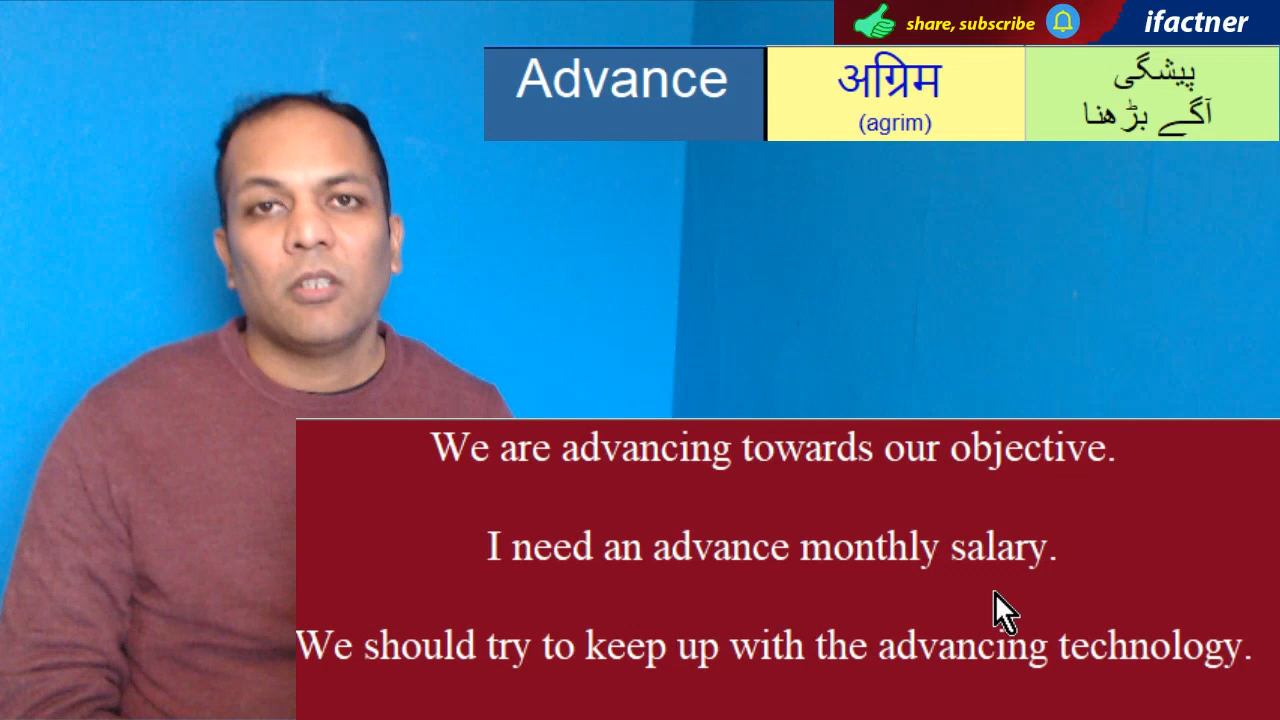 share, subscribe
ifactner
Advance
अग्रिम
(agrim)
پیشگی
آگے بڑھنا
We are advancing towards our objective.
I need an advance monthly salary.
We should try to keep up with the advancing technology.